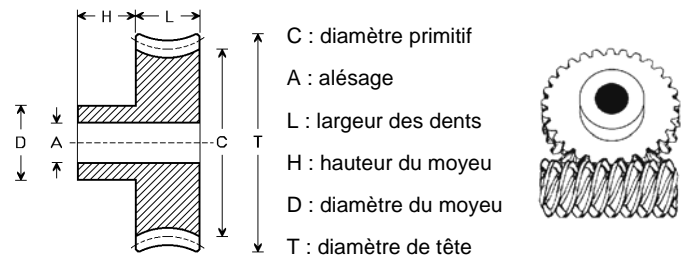 H L
C : diamètre primitif
A : alésage
L : largeur des dents
H : hauteur du moyeu
D : diamètre du moyeu
T : diamètre de tête
D A C T